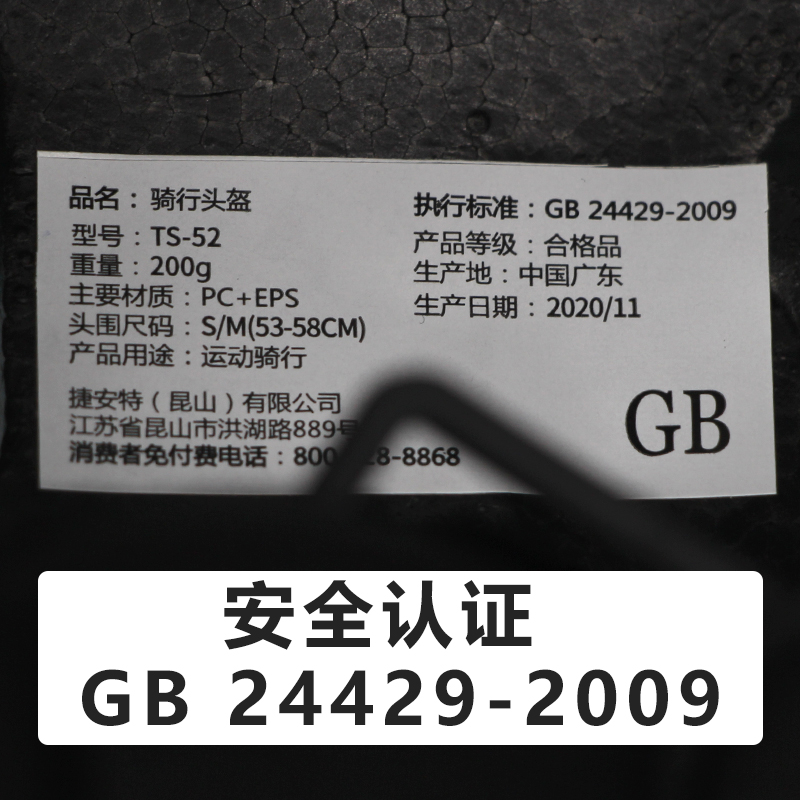 品名：骑行头盔
型号：TS-52
重量：200g
主要材质：PC+EPS
头围尺码：S/M(53-58CM)
产品用途：运动骑行
捷安特（昆山）有限公司
江苏省昆山市洪湖路889号
消费者免付费电话：800 28-8868
执行标准：GB 24429-2009
产品等级：合格品
生产地：中国广东
生产日期：2020/11
GB
安全认证
GB 24429-2009